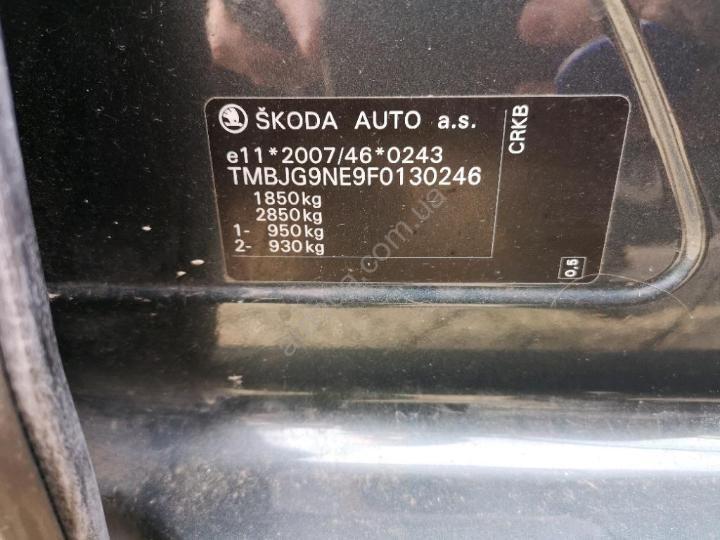 ŠKODA AUTO a.s.
CRKB
e11*2007/46*0243
TMBJG9NE9F0130246
1850kg
2850kg
1- 950kg
2- 930kg
0,5